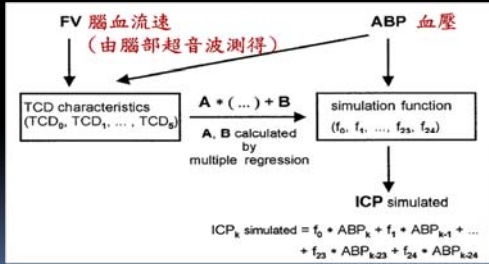 FV 腦血流速
(由腦部超音波測得)
ABP 血壓
TCD characteristics
(TCD₀, TCD₁, ... , TCD₅)
A * (...) + B
A, B calculated
by
multiple regression
simulation function
(f₀, f₁, ..., f₂₃, f₂₄)
ICP simulated
ICPₖ simulated = f₀ * ABPₖ + f₁ * ABPₖ₋₁ + ...
+ f₂₃ * ABPₖ₋₂₃ + f₂₄ * ABPₖ₋₂₄